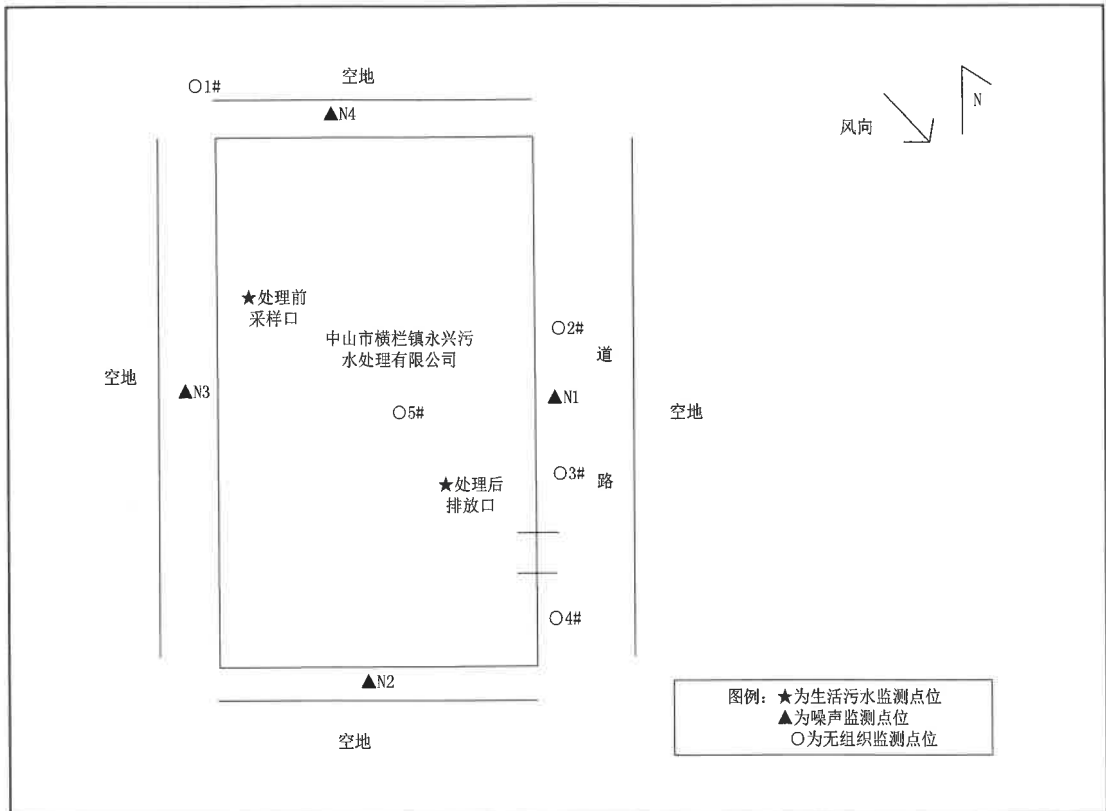 ○1#
空地
▲N4
风向
N
★处理前
采样口
中山市横栏镇永兴污
水处理有限公司
○2#
道
空地
▲N3
○5#
▲N1
空地
○3#
路
★处理后
排放口
○4#
▲N2
空地
图例：★为生活污水监测点位
▲为噪声监测点位
○为无组织监测点位